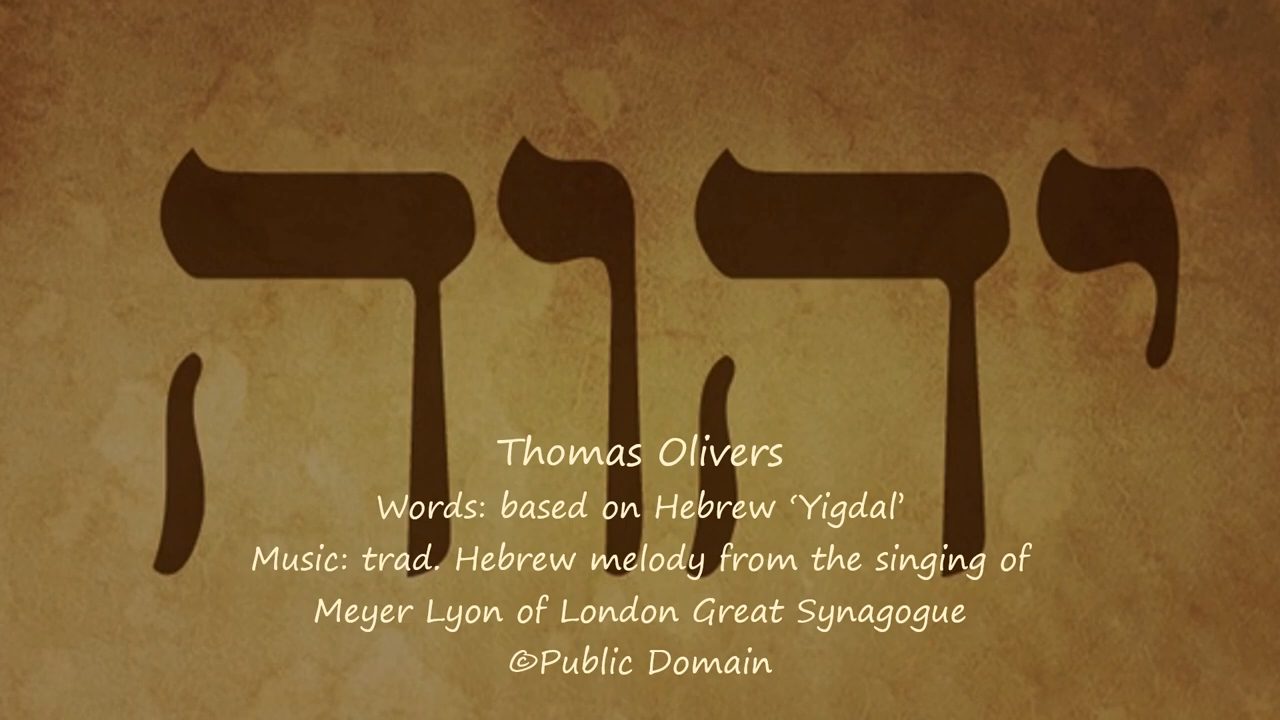 יהוה
Thomas Olivers
Words: based on Hebrew ‘Yigdal’
Music: trad. Hebrew melody from the singing of
Meyer Lyon of London Great Synagogue
©Public Domain